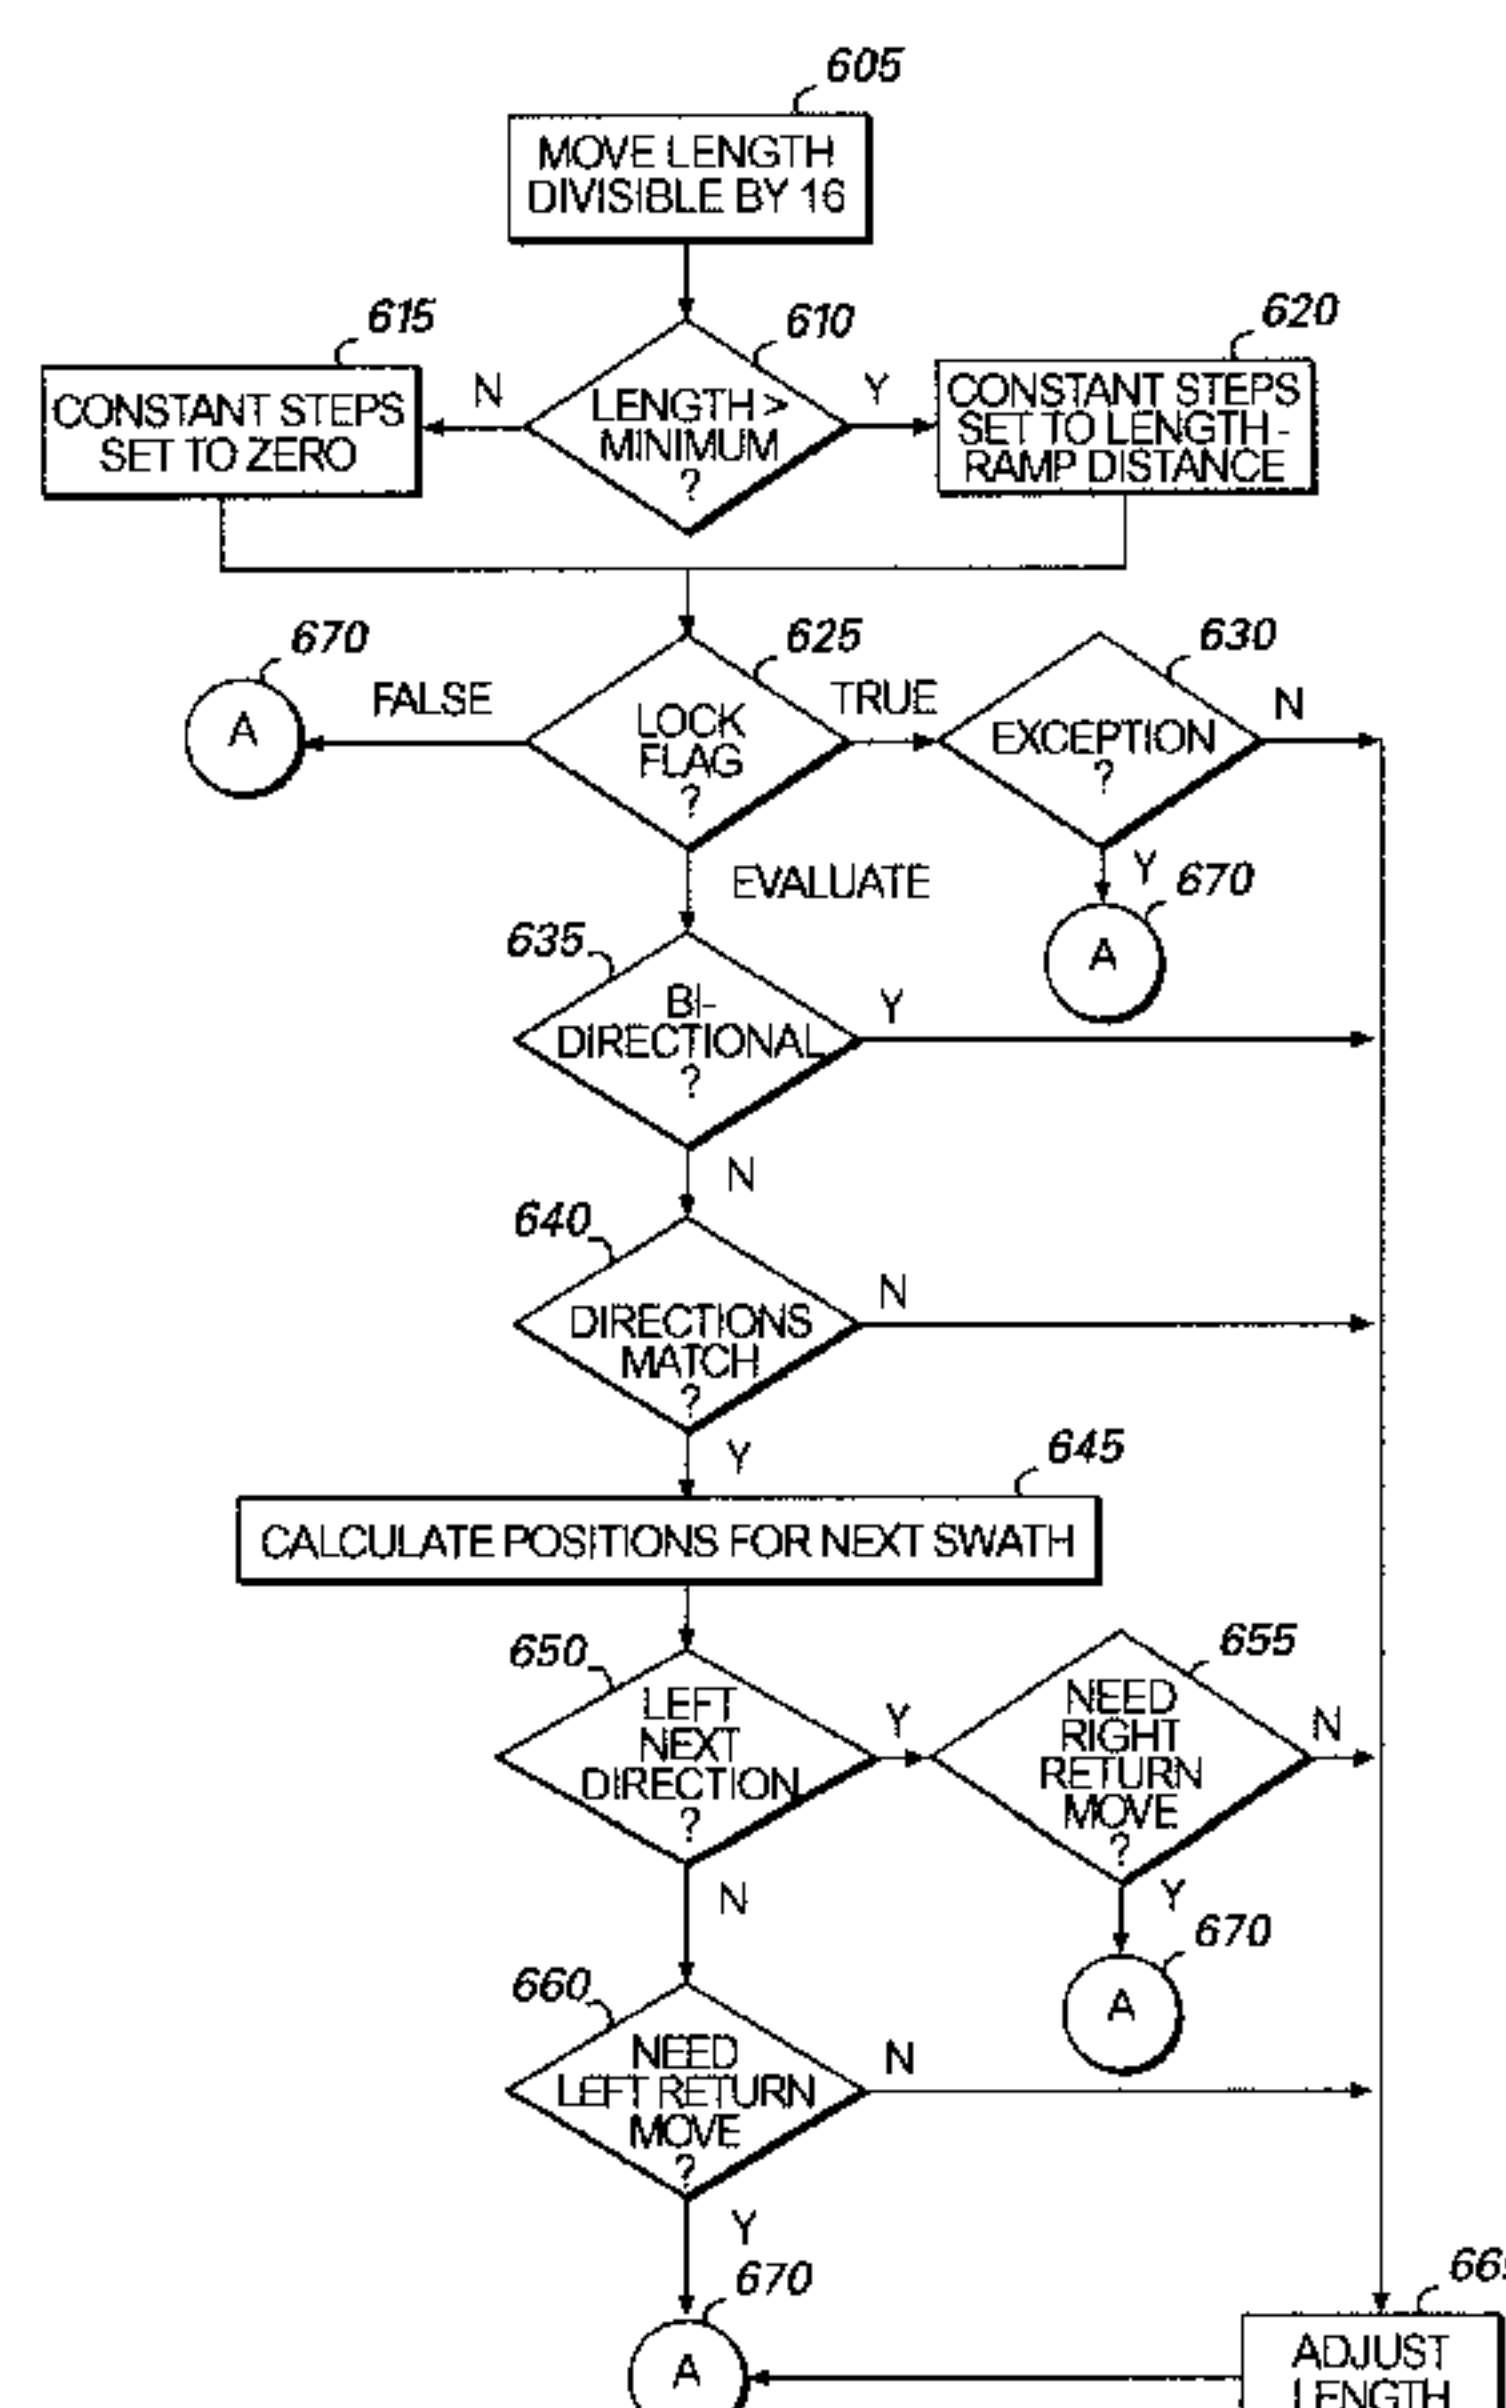 605
MOVE LENGTH
DIVISIBLE BY 16
615
610
620
CONSTANT STEPS
SET TO ZERO
N
LENGTH >
MINIMUM
?
Y
CONSTANT STEPS
SET TO LENGTH -
RAMP DISTANCE
670
625
630
A
FALSE
LOCK
FLAG
?
TRUE
EXCEPTION
?
N
EVALUATE
Y
670
A
635
BI-
DIRECTIONAL
?
Y
N
640
DIRECTIONS
MATCH
?
N
Y
645
CALCULATE POSITIONS FOR NEXT SWATH
650
LEFT
NEXT
DIRECTION
?
Y
655
NEED
RIGHT
RETURN
MOVE
?
N
N
Y
670
A
660
NEED
LEFT RETURN
MOVE
?
N
Y
670
A
ADJUST
LENGTH